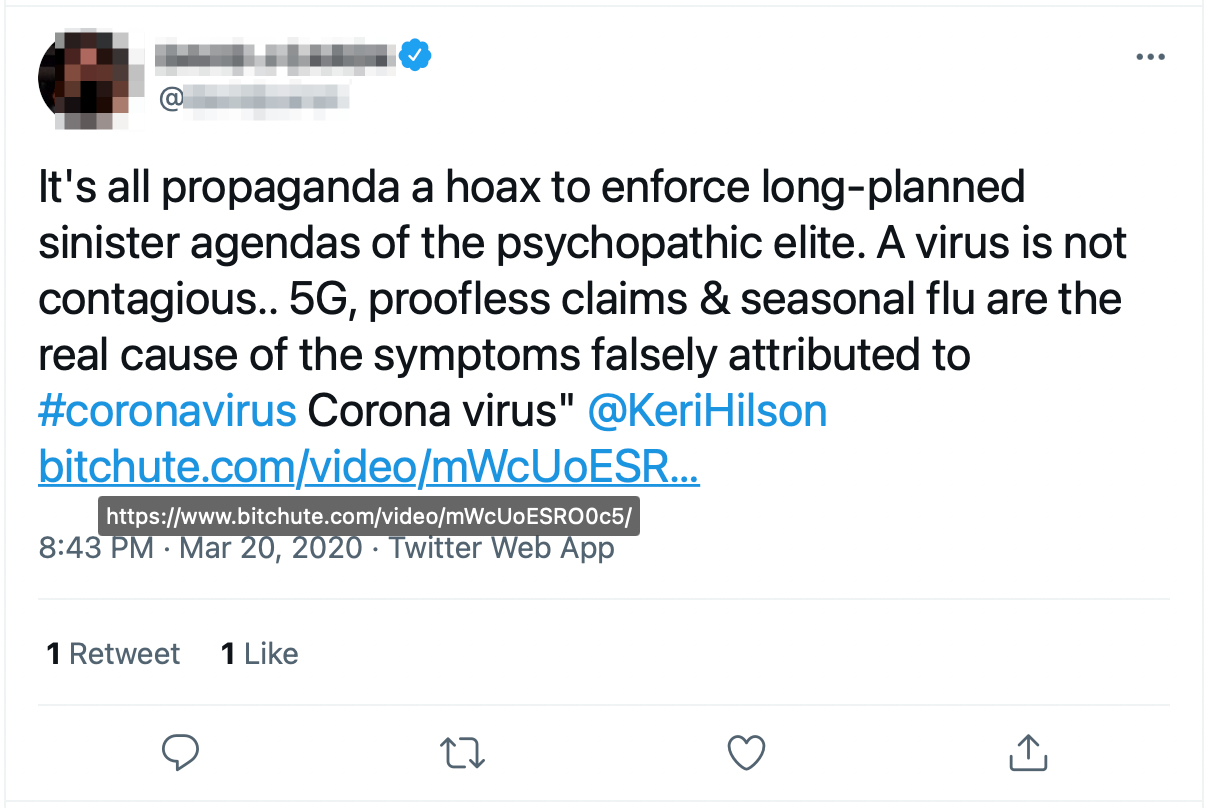 @
It's all propaganda a hoax to enforce long-planned
sinister agendas of the psychopathic elite. A virus is not
contagious.. 5G, proofless claims & seasonal flu are the
real cause of the symptoms falsely attributed to
#coronavirus Corona virus" @KeriHilson
bitchute.com/video/mWcUoESR...
https://www.bitchute.com/video/mWcUoESRO0c5/
8:43 PM · Mar 20, 2020 · Twitter Web App
1 Retweet 1 Like